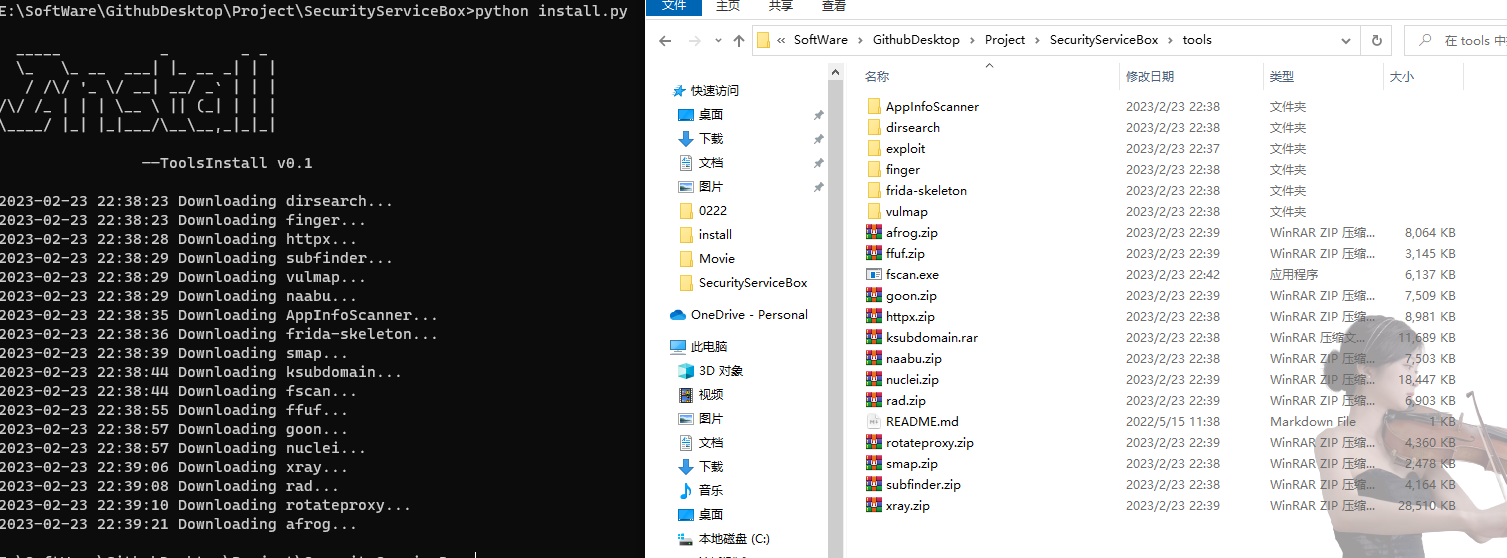 E:\SoftWare\GithubDesktop\Project\SecurityServiceBox>python install.py
——ToolsInstall v0.1
2023-02-23 22:38:23 Downloading dirsearch...
2023-02-23 22:38:23 Downloading finger...
2023-02-23 22:38:28 Downloading httpx...
2023-02-23 22:38:29 Downloading subfinder...
2023-02-23 22:38:29 Downloading vulmap...
2023-02-23 22:38:29 Downloading naabu...
2023-02-23 22:38:35 Downloading AppInfoScanner...
2023-02-23 22:38:36 Downloading frida-skeleton...
2023-02-23 22:38:39 Downloading smap...
2023-02-23 22:38:44 Downloading ksubdomain...
2023-02-23 22:38:44 Downloading fscan...
2023-02-23 22:38:55 Downloading ffuf...
2023-02-23 22:38:57 Downloading goon...
2023-02-23 22:38:57 Downloading nuclei...
2023-02-23 22:39:06 Downloading xray...
2023-02-23 22:39:08 Downloading rad...
2023-02-23 22:39:10 Downloading rotateproxy...
2023-02-23 22:39:21 Downloading afrog...
文件 主页 共享 查看
« SoftWare › GithubDesktop › Project › SecurityServiceBox › tools
在 tools 中
快速访问
桌面
下载
文档
图片
0222
install
Movie
SecurityServiceBox
OneDrive - Personal
此电脑
3D 对象
视频
图片
文档
下载
音乐
桌面
本地磁盘 (C:)
名称 修改日期 类型 大小
AppInfoScanner 2023/2/23 22:38 文件夹
dirsearch 2023/2/23 22:38 文件夹
exploit 2023/2/23 22:37 文件夹
finger 2023/2/23 22:38 文件夹
frida-skeleton 2023/2/23 22:38 文件夹
vulmap 2023/2/23 22:38 文件夹
afrog.zip 2023/2/23 22:39 WinRAR ZIP 压缩... 8,064 KB
ffuf.zip 2023/2/23 22:39 WinRAR ZIP 压缩... 3,145 KB
fscan.exe 2023/2/23 22:42 应用程序 6,137 KB
goon.zip 2023/2/23 22:39 WinRAR ZIP 压缩... 7,509 KB
httpx.zip 2023/2/23 22:38 WinRAR ZIP 压缩... 8,981 KB
ksubdomain.rar 2023/2/23 22:38 WinRAR 压缩文... 11,689 KB
naabu.zip 2023/2/23 22:38 WinRAR ZIP 压缩... 7,503 KB
nuclei.zip 2023/2/23 22:39 WinRAR ZIP 压缩... 18,447 KB
rad.zip 2023/2/23 22:39 WinRAR ZIP 压缩... 6,903 KB
README.md 2022/5/15 11:38 Markdown File 1 KB
rotateproxy.zip 2023/2/23 22:39 WinRAR ZIP 压缩... 4,360 KB
smap.zip 2023/2/23 22:38 WinRAR ZIP 压缩... 2,478 KB
subfinder.zip 2023/2/23 22:38 WinRAR ZIP 压缩... 4,164 KB
xray.zip 2023/2/23 22:39 WinRAR ZIP 压缩... 28,510 KB